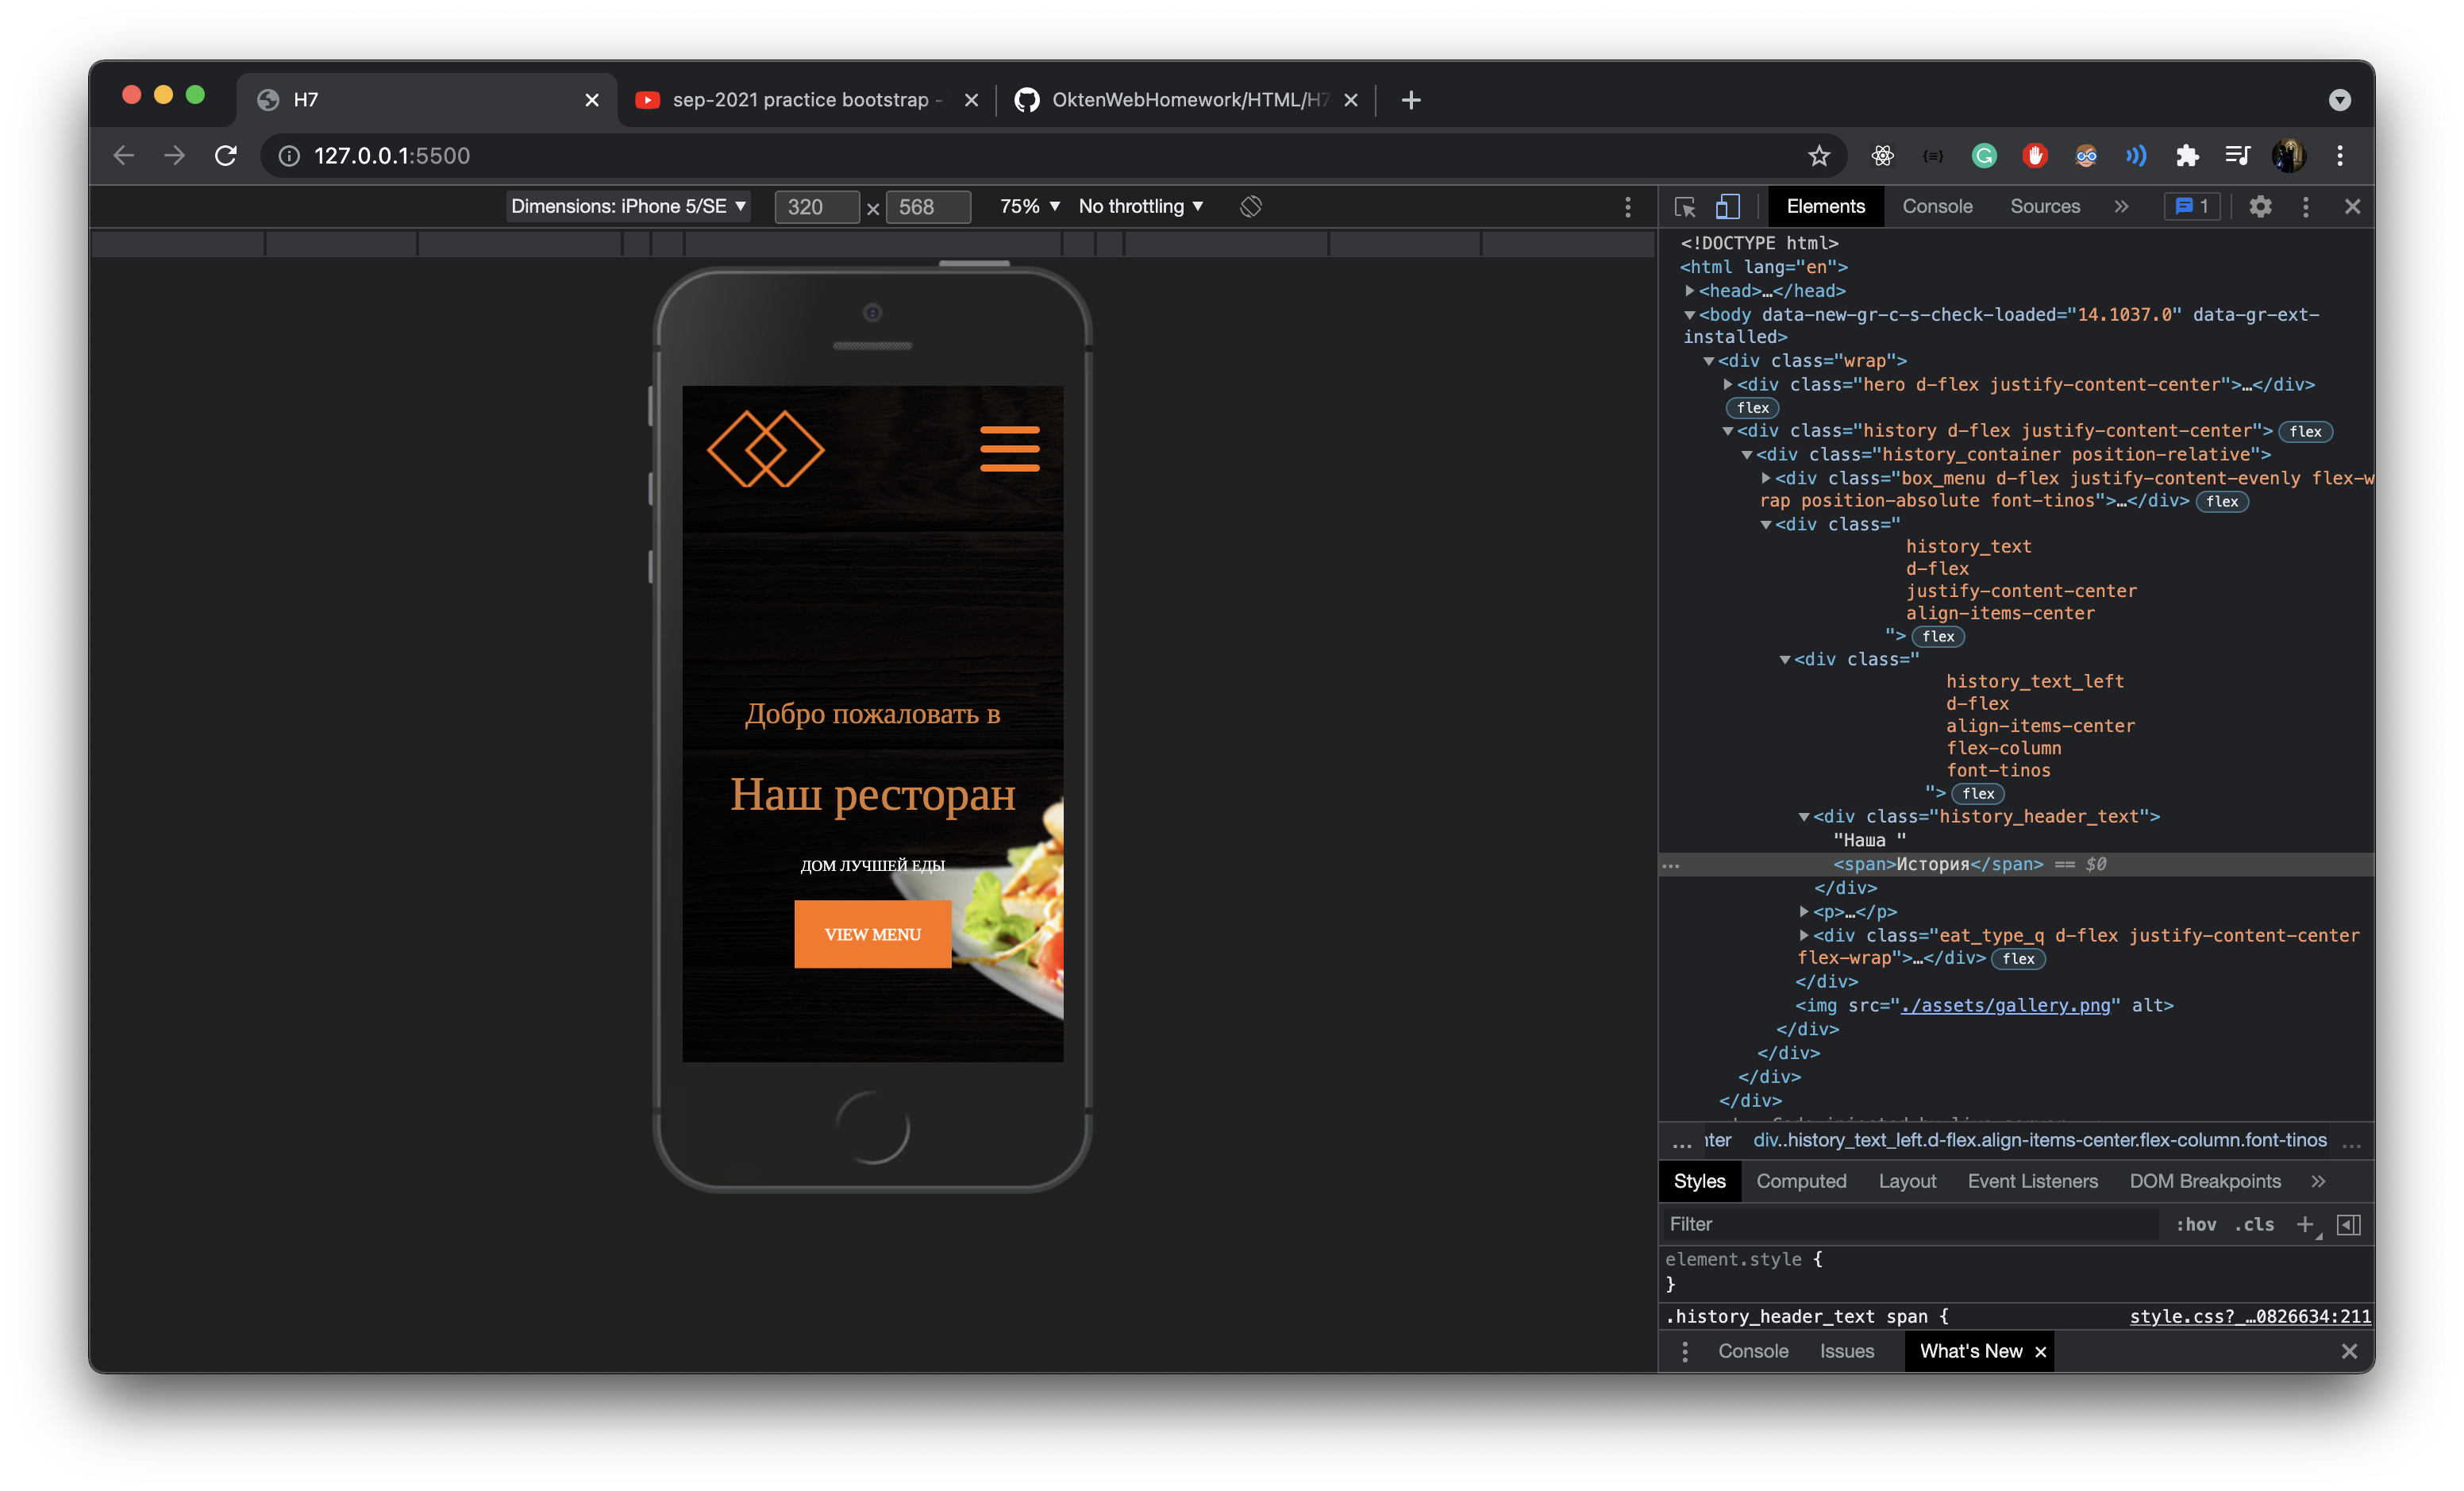 H7
sep-2021 practice bootstrap -
OktenWebHomework/HTML/H7
127.0.0.1:5500
Dimensions: iPhone 5/SE ▼ 320 × 568 75% ▼ No throttling ▼
Elements Console Sources » 1
Добро пожаловать в
Наш ресторан
ДОМ ЛУЧШЕЙ ЕДЫ
VIEW MENU
<!DOCTYPE html>
<html lang="en">
▶<head>…</head>
▼<body data-new-gr-c-s-check-loaded="14.1037.0" data-gr-ext-
installed>
▼<div class="wrap">
▶<div class="hero d-flex justify-content-center">…</div>
flex
▼<div class="history d-flex justify-content-center"> flex
▼<div class="history_container position-relative">
▶<div class="box_menu d-flex justify-content-evenly flex-w
rap position-absolute font-tinos">…</div> flex
▼<div class="
history_text
d-flex
justify-content-center
align-items-center
"> flex
▼<div class="
history_text_left
d-flex
align-items-center
flex-column
font-tinos
"> flex
▼<div class="history_header_text">
"Наша "
… <span>История</span> == $0
</div>
▶<p>…</p>
▶<div class="eat_type_q d-flex justify-content-center
flex-wrap">…</div> flex
</div>
<img src="./assets/gallery.png" alt>
</div>
</div>
</div>
</div>
… nter div..history_text_left.d-flex.align-items-center.flex-column.font-tinos …
Styles Computed Layout Event Listeners DOM Breakpoints »
Filter :hov .cls +
element.style {
}
.history_header_text span { style.css?_…0826634:211
Console Issues What's New ×